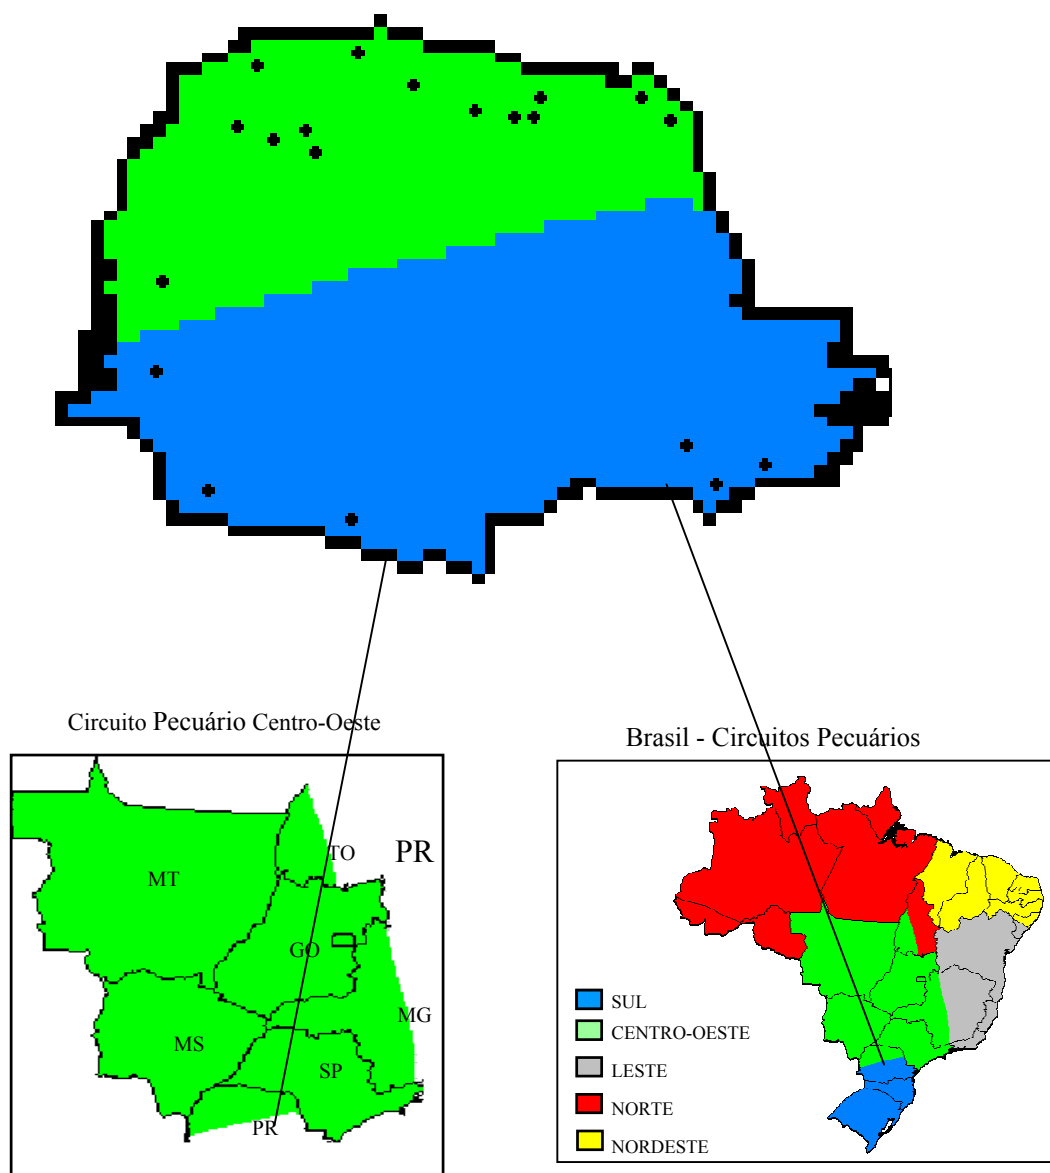 Circuito Pecuário Centro-Oeste
Brasil - Circuitos Pecuários
TO
PR
MT
GO
MG
MS
SP
PR
SUL
CENTRO-OESTE
LESTE
NORTE
NORDESTE